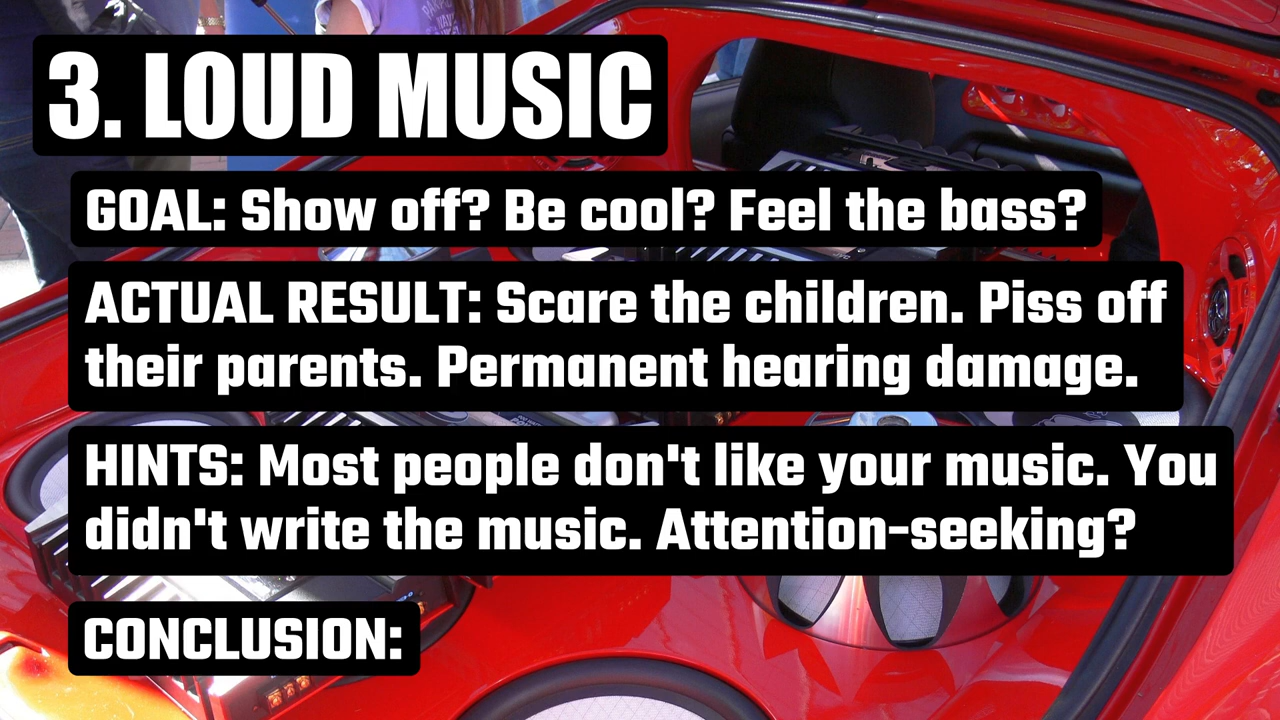 3. LOUD MUSIC
GOAL: Show off? Be cool? Feel the bass?
ACTUAL RESULT: Scare the children. Piss off
their parents. Permanent hearing damage.
HINTS: Most people don't like your music. You
didn't write the music. Attention-seeking?
CONCLUSION: